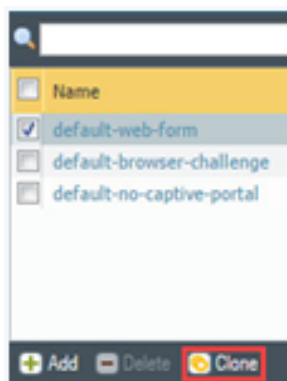 Name
default-web-form
default-browser-challenge
default-no-captive-portal
Add Delete Clone